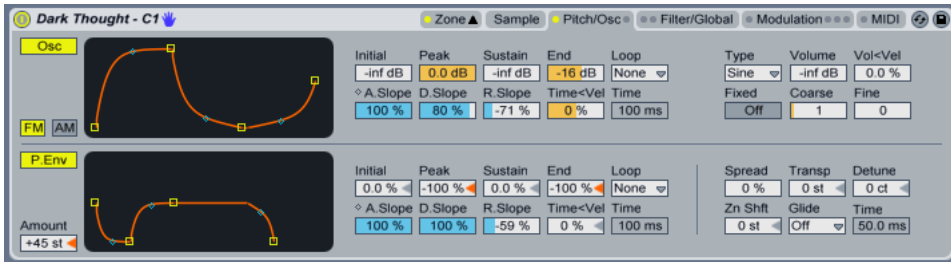 Dark Thought - C1 Zone Sample Pitch/Osc Filter/Global Modulation MIDI
Osc
Initial Peak Sustain End Loop Type Volume Vol<Vel
-inf dB 0.0 dB -inf dB -16 dB None Sine -inf dB 0.0 %
A.Slope D.Slope R.Slope Time<Vel Time Fixed Coarse Fine
100 % 80 % -71 % 0 % 100 ms Off 1 0
FM AM
P.Env
Initial Peak Sustain End Loop Spread Transp Detune
0.0 % -100 % 0.0 % -100 % None 0 % 0 st 0 ct
A.Slope D.Slope R.Slope Time<Vel Time Zn Shft Glide Time
Amount 100 % 100 % -59 % 0 % 100 ms 0 st Off 50.0 ms
+45 st